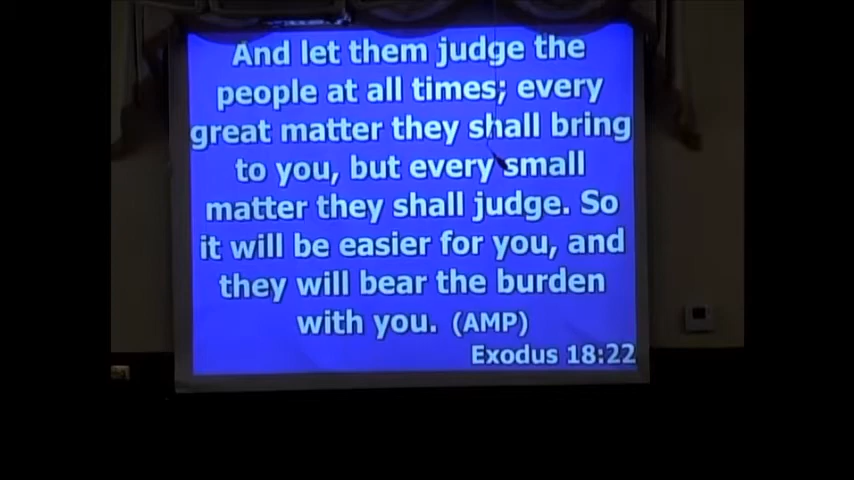 And let them judge the
people at all times; every
great matter they shall bring
to you, but every small
matter they shall judge. So
it will be easier for you, and
they will bear the burden
with you. (AMP)
Exodus 18:22